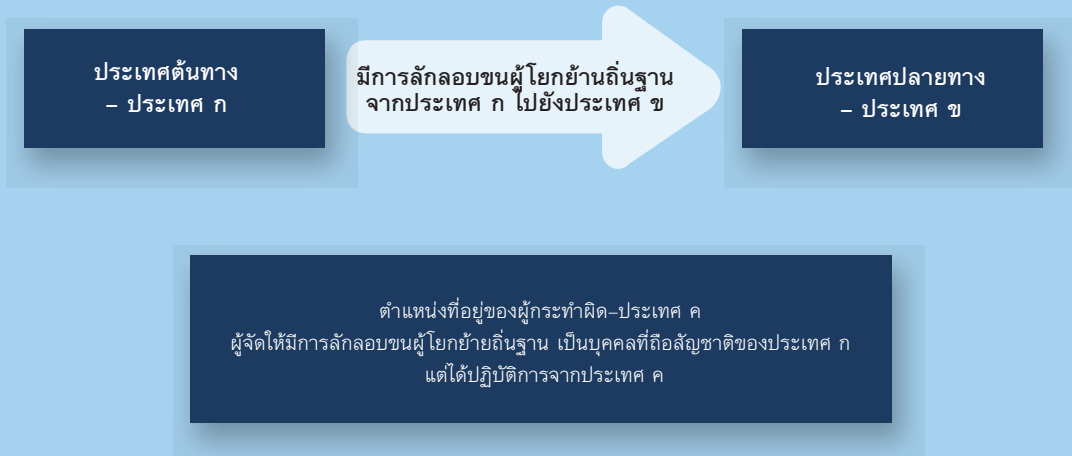 ประเทศต้นทาง
– ประเทศ ก
มีการลักลอบขนผู้โยกย้านถิ่นฐาน
จากประเทศ ก ไปยังประเทศ ข
ประเทศปลายทาง
– ประเทศ ข
ตำแหน่งที่อยู่ของผู้กระทำผิด–ประเทศ ค
ผู้จัดให้มีการลักลอบขนผู้โยกย้ายถิ่นฐาน เป็นบุคคลที่ถือสัญชาติของประเทศ ก
แต่ได้ปฏิบัติการจากประเทศ ค